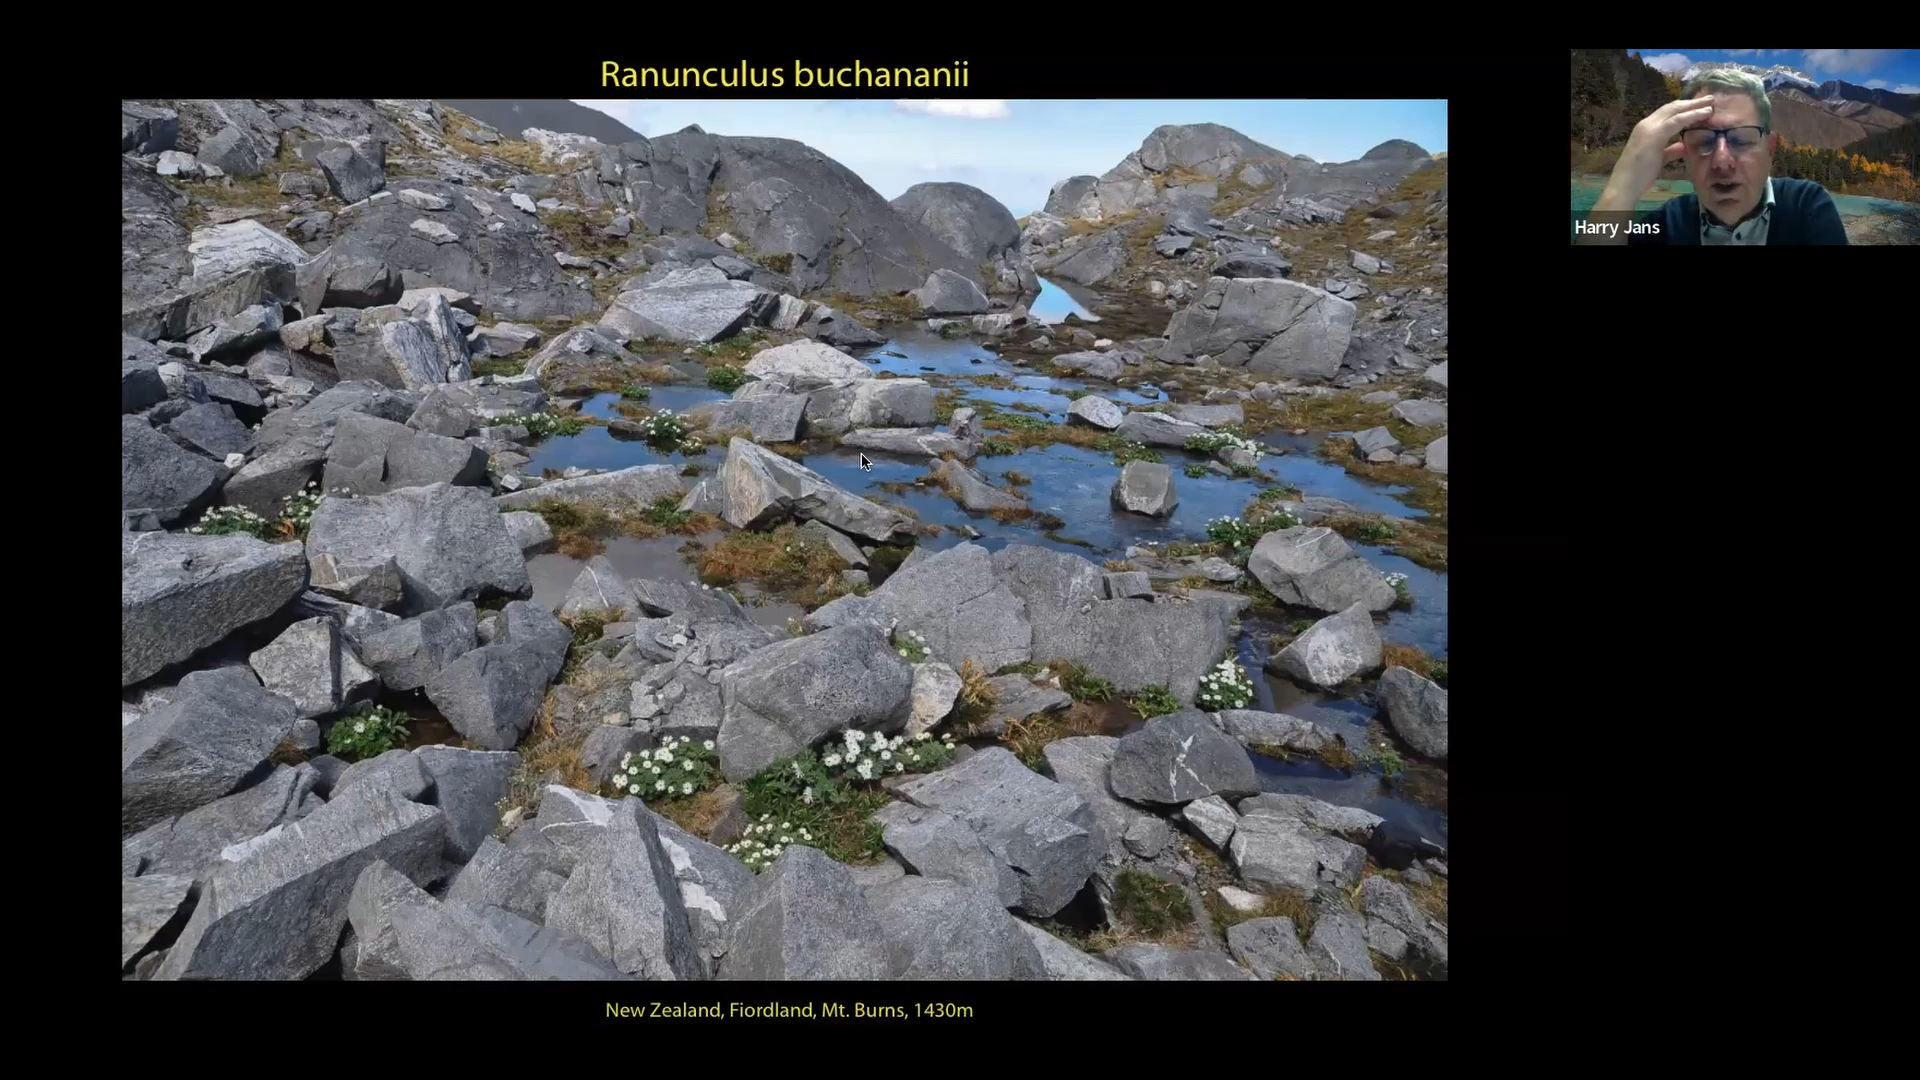 Ranunculus buchananii
Harry Jans
New Zealand, Fiordland, Mt. Burns, 1430m